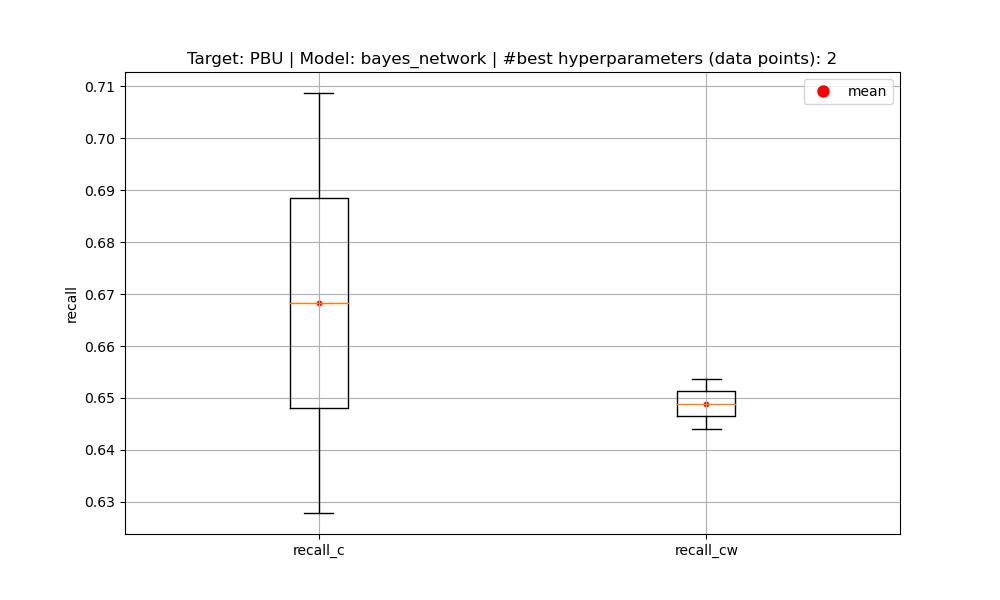 Target: PBU | Model: bayes_network | #best hyperparameters (data points): 2
mean
0.71
0.70
0.69
0.68
0.67
0.66
0.65
0.64
0.63
recall
recall_c
recall_cw